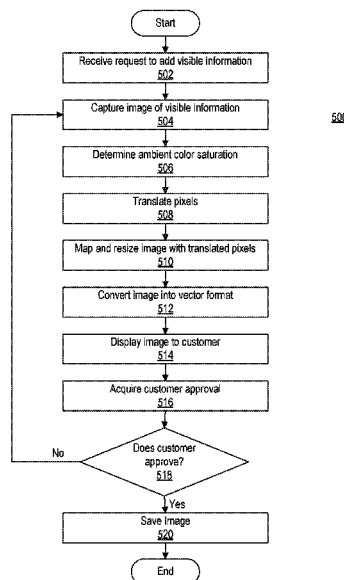 Start
Receive request to add visible information
502
Capture image of visible information
504
Determine ambient color saturation
506
Translate pixels
508
Map and resize image with translated pixels
510
Convert image into vector format
512
Display image to customer
514
Acquire customer approval
516
Does customer
approve?
518
No
Yes
Save image
520
End